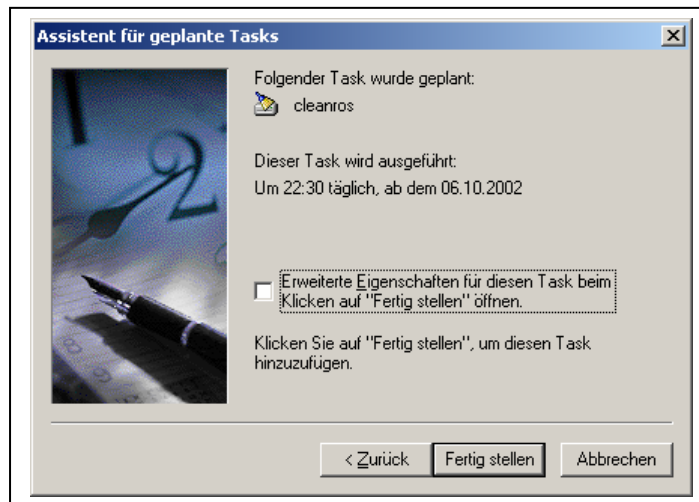 Assistent für geplante Tasks
Folgender Task wurde geplant:
cleanros
Dieser Task wird ausgeführt:
Um 22:30 täglich, ab dem 06.10.2002
Erweiterte Eigenschaften für diesen Task beim
Klicken auf "Fertig stellen" öffnen.
Klicken Sie auf "Fertig stellen", um diesen Task
hinzuzufügen.
< Zurück
Fertig stellen
Abbrechen